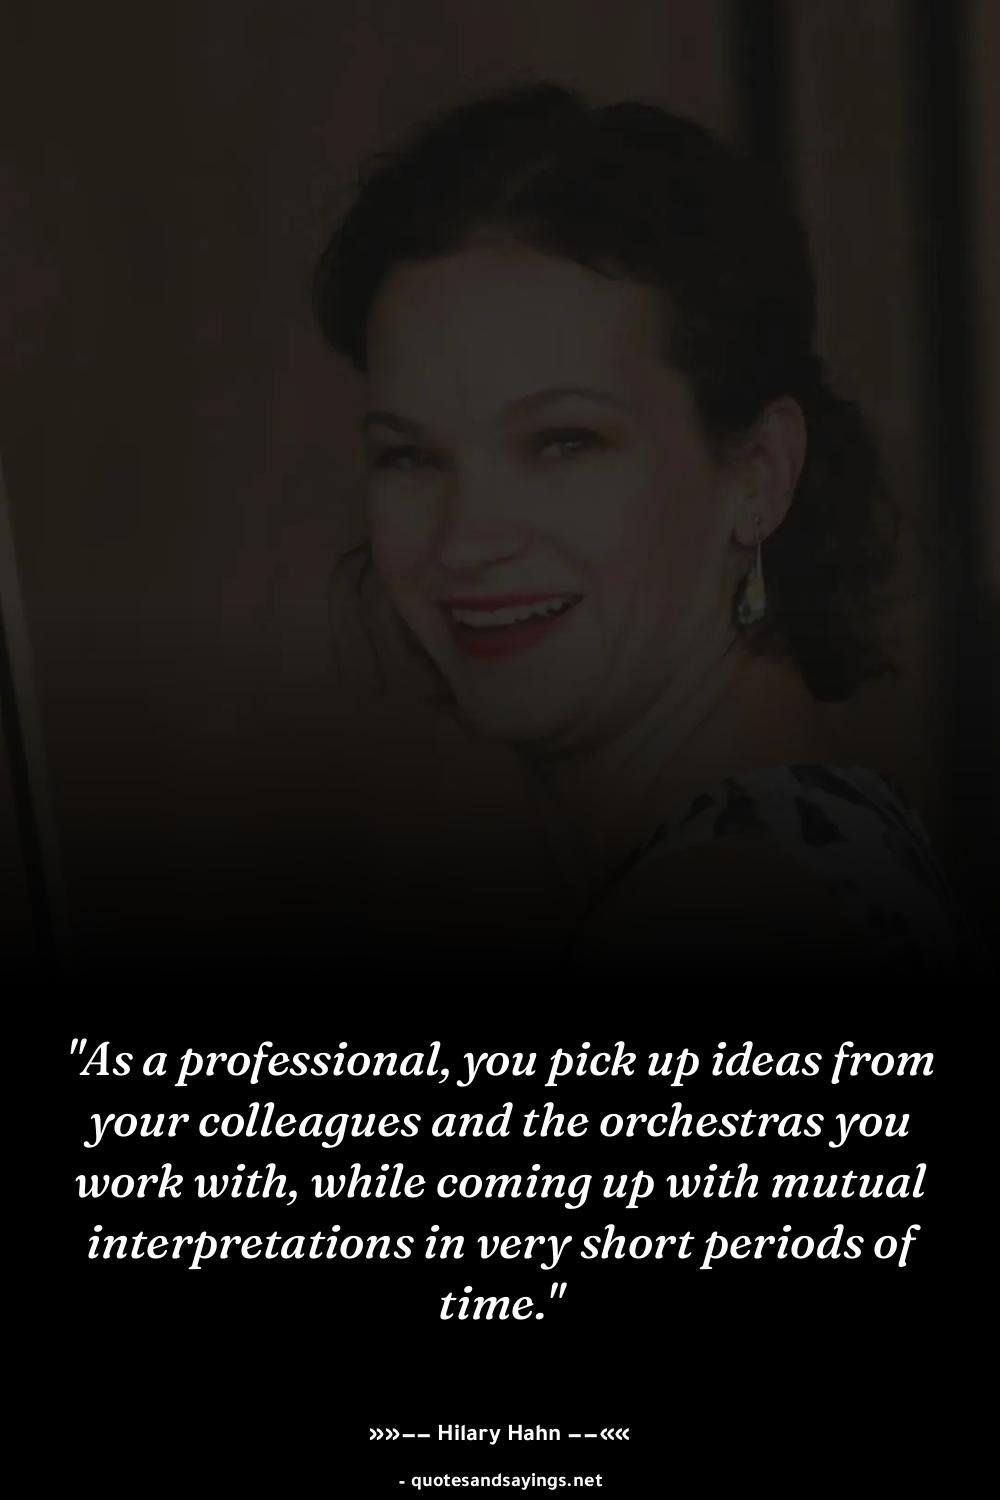 "As a professional, you pick up ideas from
your colleagues and the orchestras you
work with, while coming up with mutual
interpretations in very short periods of
time."
»»−− Hilary Hahn −−««
- quotesandsayings.net